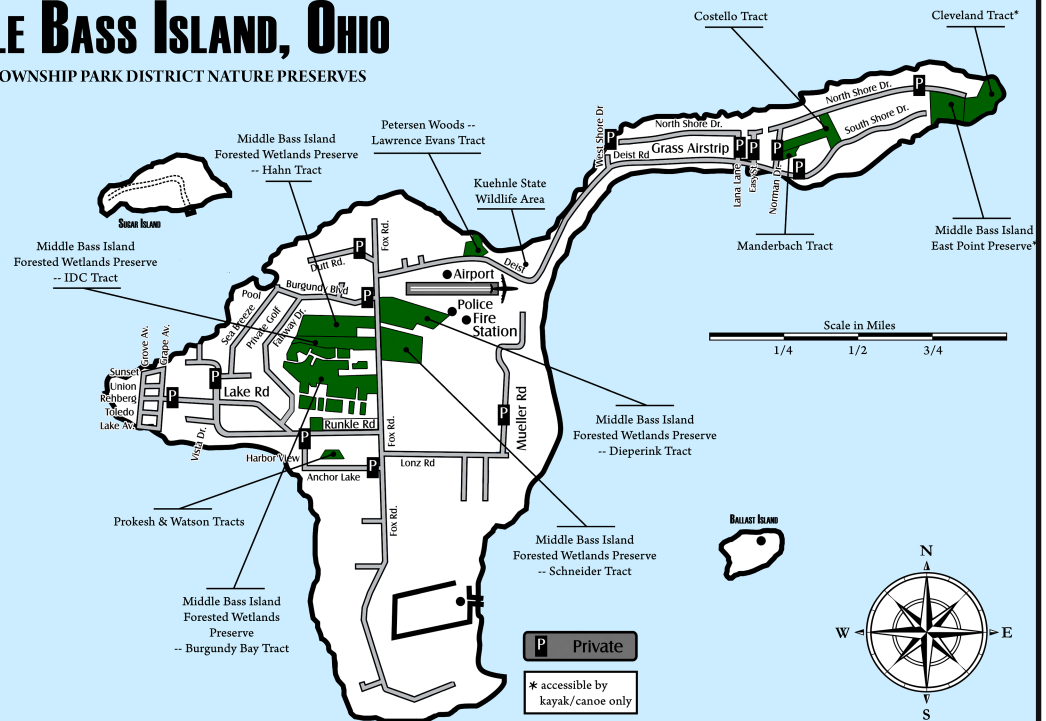 LE BASS ISLAND, OHIO
OWNSHIP PARK DISTRICT NATURE PRESERVES
Costello Tract
Cleveland Tract*
Petersen Woods --
Lawrence Evans Tract
Middle Bass Island
Forested Wetlands Preserve
-- Hahn Tract
Kuehnle State
Wildlife Area
North Shore Dr.
South Shore Dr.
North Shore Dr.
West Shore Dr
Deist Rd
Grass Airstrip
Lana Lane
Easy St.
Norman Dr.
P
P
P
P
P
P
Manderbach Tract
Middle Bass Island
East Point Preserve*
SUGAR ISLAND
Middle Bass Island
Forested Wetlands Preserve
-- IDC Tract
Fox Rd.
P
Dutt Rd.
Deist
Airport
Burgundy Blvd
P
Pool
Sea Breeze
Private Golf
Fairway Dr.
Police
Fire
Station
Scale in Miles
1/4
1/2
3/4
Grove Av.
Grape Av.
Sunset
Union
Rehberg
Toledo
Lake Av.
P
P
Lake Rd
Vista Dr.
Runkle Rd
Fox Rd.
Mueller Rd
P
P
Harbor View
Anchor Lake
P
Lonz Rd
Middle Bass Island
Forested Wetlands Preserve
-- Dieperink Tract
Prokesh & Watson Tracts
Fox Rd.
Middle Bass Island
Forested Wetlands Preserve
-- Schneider Tract
BALLAST ISLAND
Middle Bass Island
Forested Wetlands
Preserve
-- Burgundy Bay Tract
P Private
* accessible by
kayak/canoe only
N
W
E
S